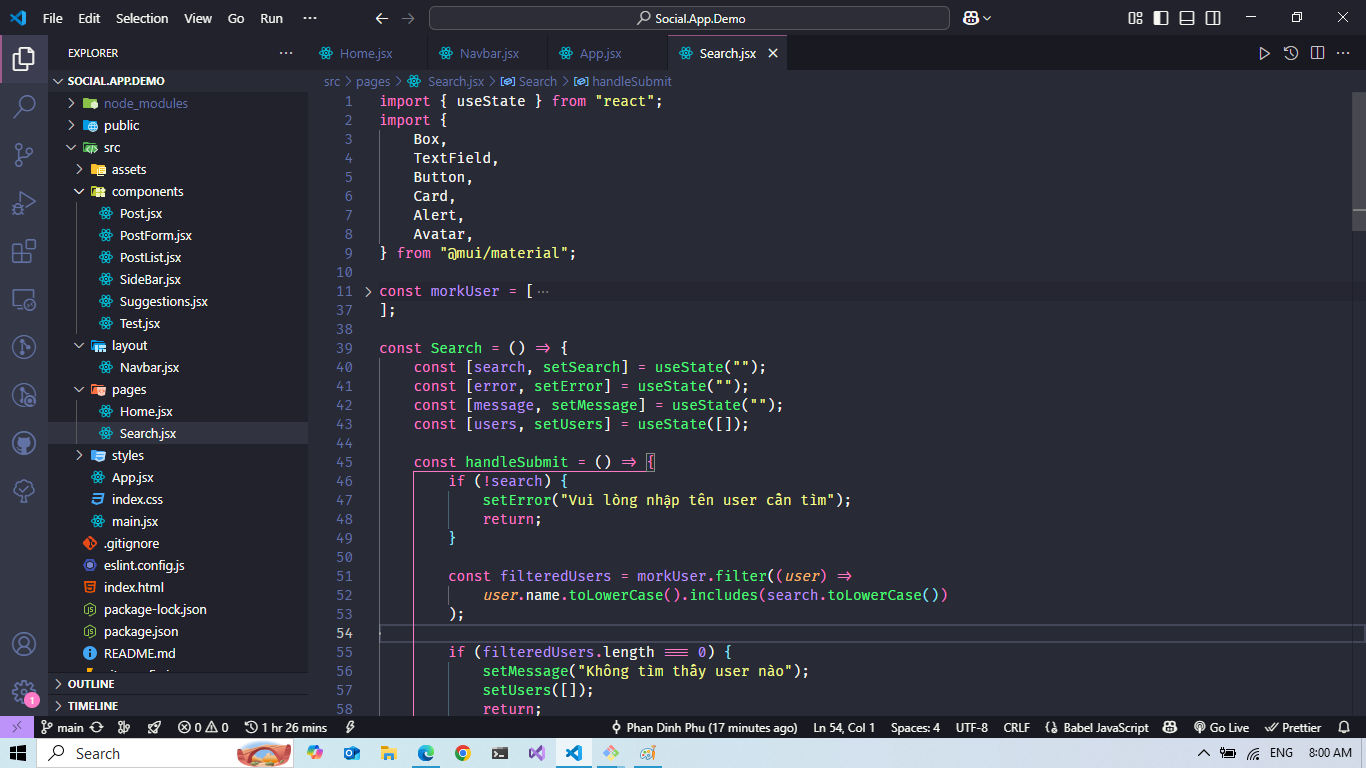 File Edit Selection View Go Run ···
Social.App.Demo
EXPLORER ···
Home.jsx Navbar.jsx App.jsx Search.jsx
SOCIAL.APP.DEMO
src > pages > Search.jsx > Search > handleSubmit
node_modules
public
src
assets
components
Post.jsx
PostForm.jsx
PostList.jsx
SideBar.jsx
Suggestions.jsx
Test.jsx
layout
Navbar.jsx
pages
Home.jsx
Search.jsx
styles
App.jsx
index.css
main.jsx
.gitignore
eslint.config.js
index.html
package-lock.json
package.json
README.md
OUTLINE
TIMELINE
1 import { useState } from "react";
2 import {
3 Box,
4 TextField,
5 Button,
6 Card,
7 Alert,
8 Avatar,
9 } from "@mui/material";
10
11 const morkUser = [ ···
37 ];
38
39 const Search = () => {
40 const [search, setSearch] = useState("");
41 const [error, setError] = useState("");
42 const [message, setMessage] = useState("");
43 const [users, setUsers] = useState([]);
44
45 const handleSubmit = () => {
46 if (!search) {
47 setError("Vui lòng nhập tên user cần tìm");
48 return;
49 }
50
51 const filteredUsers = morkUser.filter((user) =>
52 user.name.toLowerCase().includes(search.toLowerCase())
53 );
54
55 if (filteredUsers.length === 0) {
56 setMessage("Không tìm thấy user nào");
57 setUsers([]);
58 return;
1
main 0 0 1 hr 26 mins Phan Dinh Phu (17 minutes ago) Ln 54, Col 1 Spaces: 4 UTF-8 CRLF Babel JavaScript Go Live Prettier
Search ENG 8:00 AM